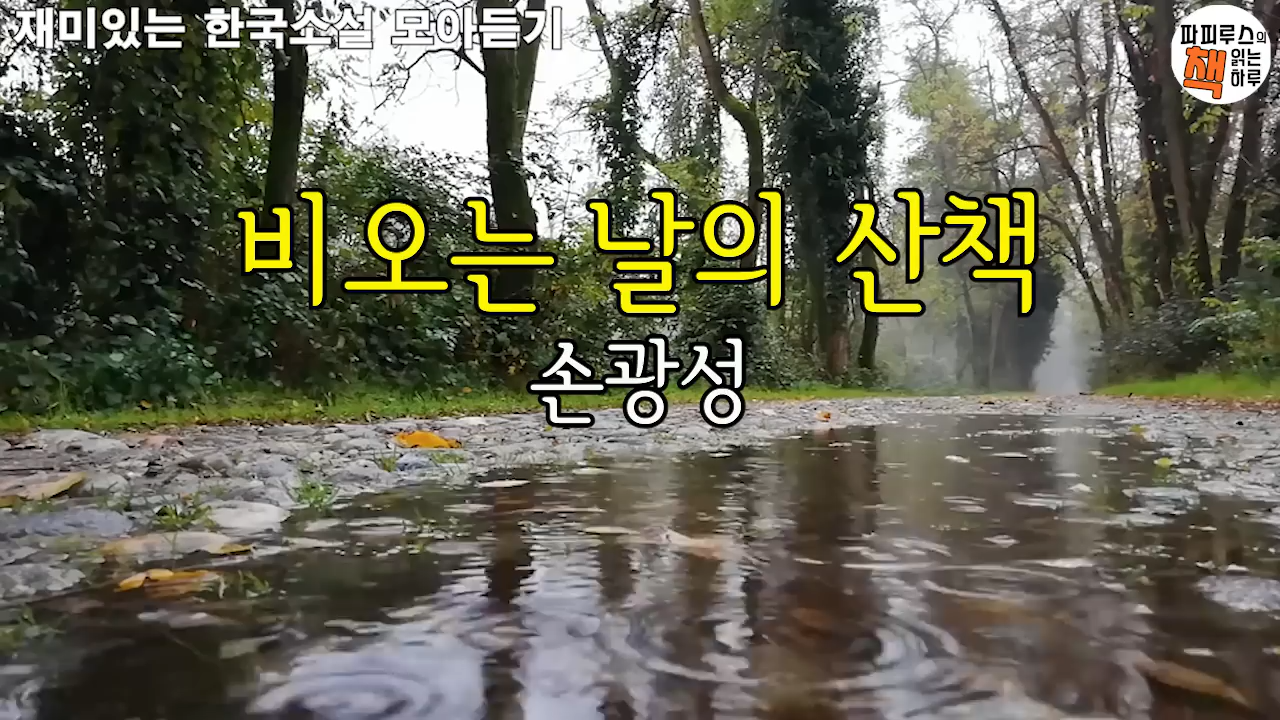 재미있는 한국소설 모아듣기
파피루스의
책 읽는
하루
비오는 날의 산책
손광성